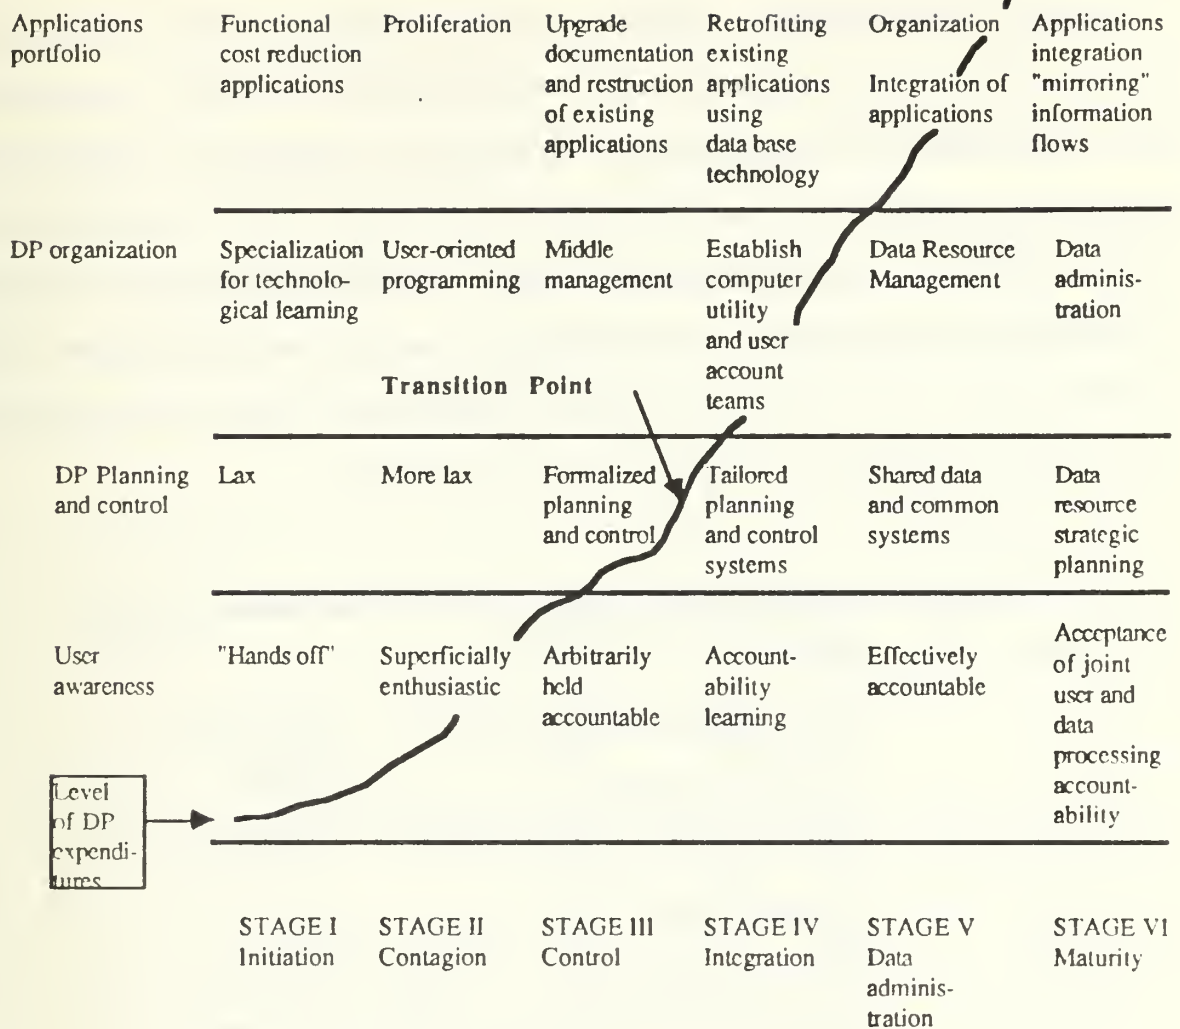 Applications portfolio
Functional cost reduction applications
Proliferation
Upgrade documentation and restruction of existing applications
Retrofitting existing applications using data base technology
Organization
Integration of applications
Applications integration "mirroring" information flows
DP organization
Specialization for technolo-
gical learning
User-oriented programming
Middle management
Establish computer utility and user account teams
Data Resource Management
Data adminis-
tration
Transition Point
DP Planning and control
Lax
More lax
Formalized planning and control
Tailored planning and control systems
Shared data and common systems
Data resource strategic planning
User awareness
"Hands off"
Superficially enthusiastic
Arbitrarily held accountable
Account-
ability learning
Effectively accountable
Acceptance of joint user and data processing account-
ability
Level of DP expendi-
tures
STAGE I Initiation
STAGE II Contagion
STAGE III Control
STAGE IV Integration
STAGE V Data adminis-
tration
STAGE VI Maturity